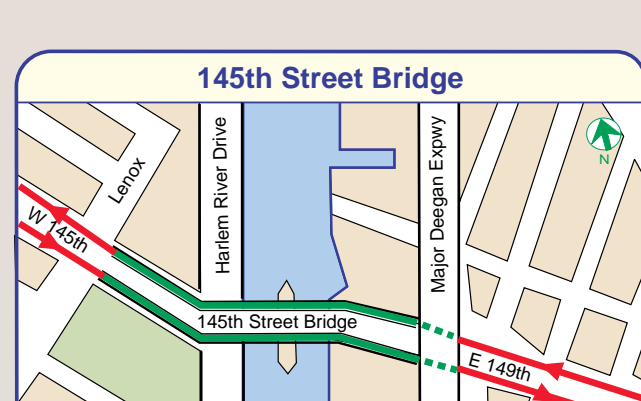 145th Street Bridge
Lenox
Harlem River Drive
Major Deegan Expwy
N
W 145th
145th Street Bridge
E 149th